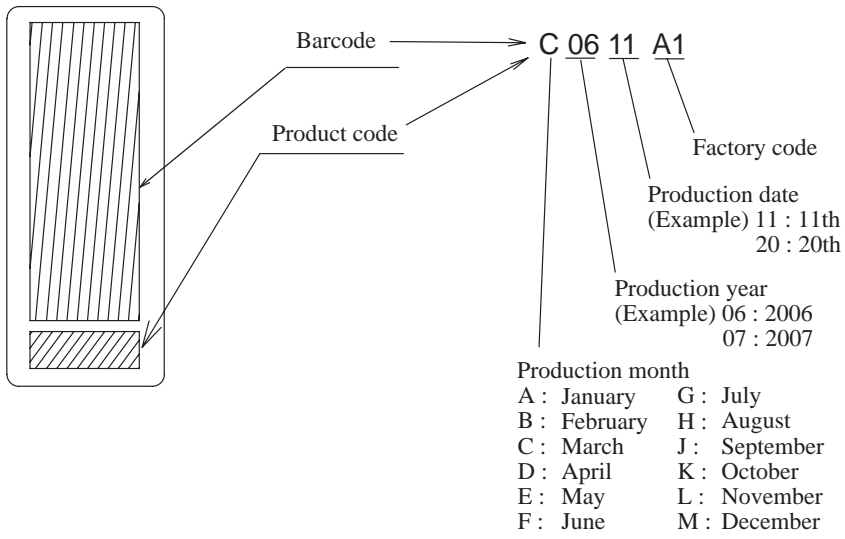 Barcode
C 06 11 A1
Product code
Factory code
Production date
(Example) 11 : 11th
20 : 20th
Production year
(Example) 06 : 2006
07 : 2007
Production month
A : January G : July
B : February H : August
C : March J : September
D : April K : October
E : May L : November
F : June M : December